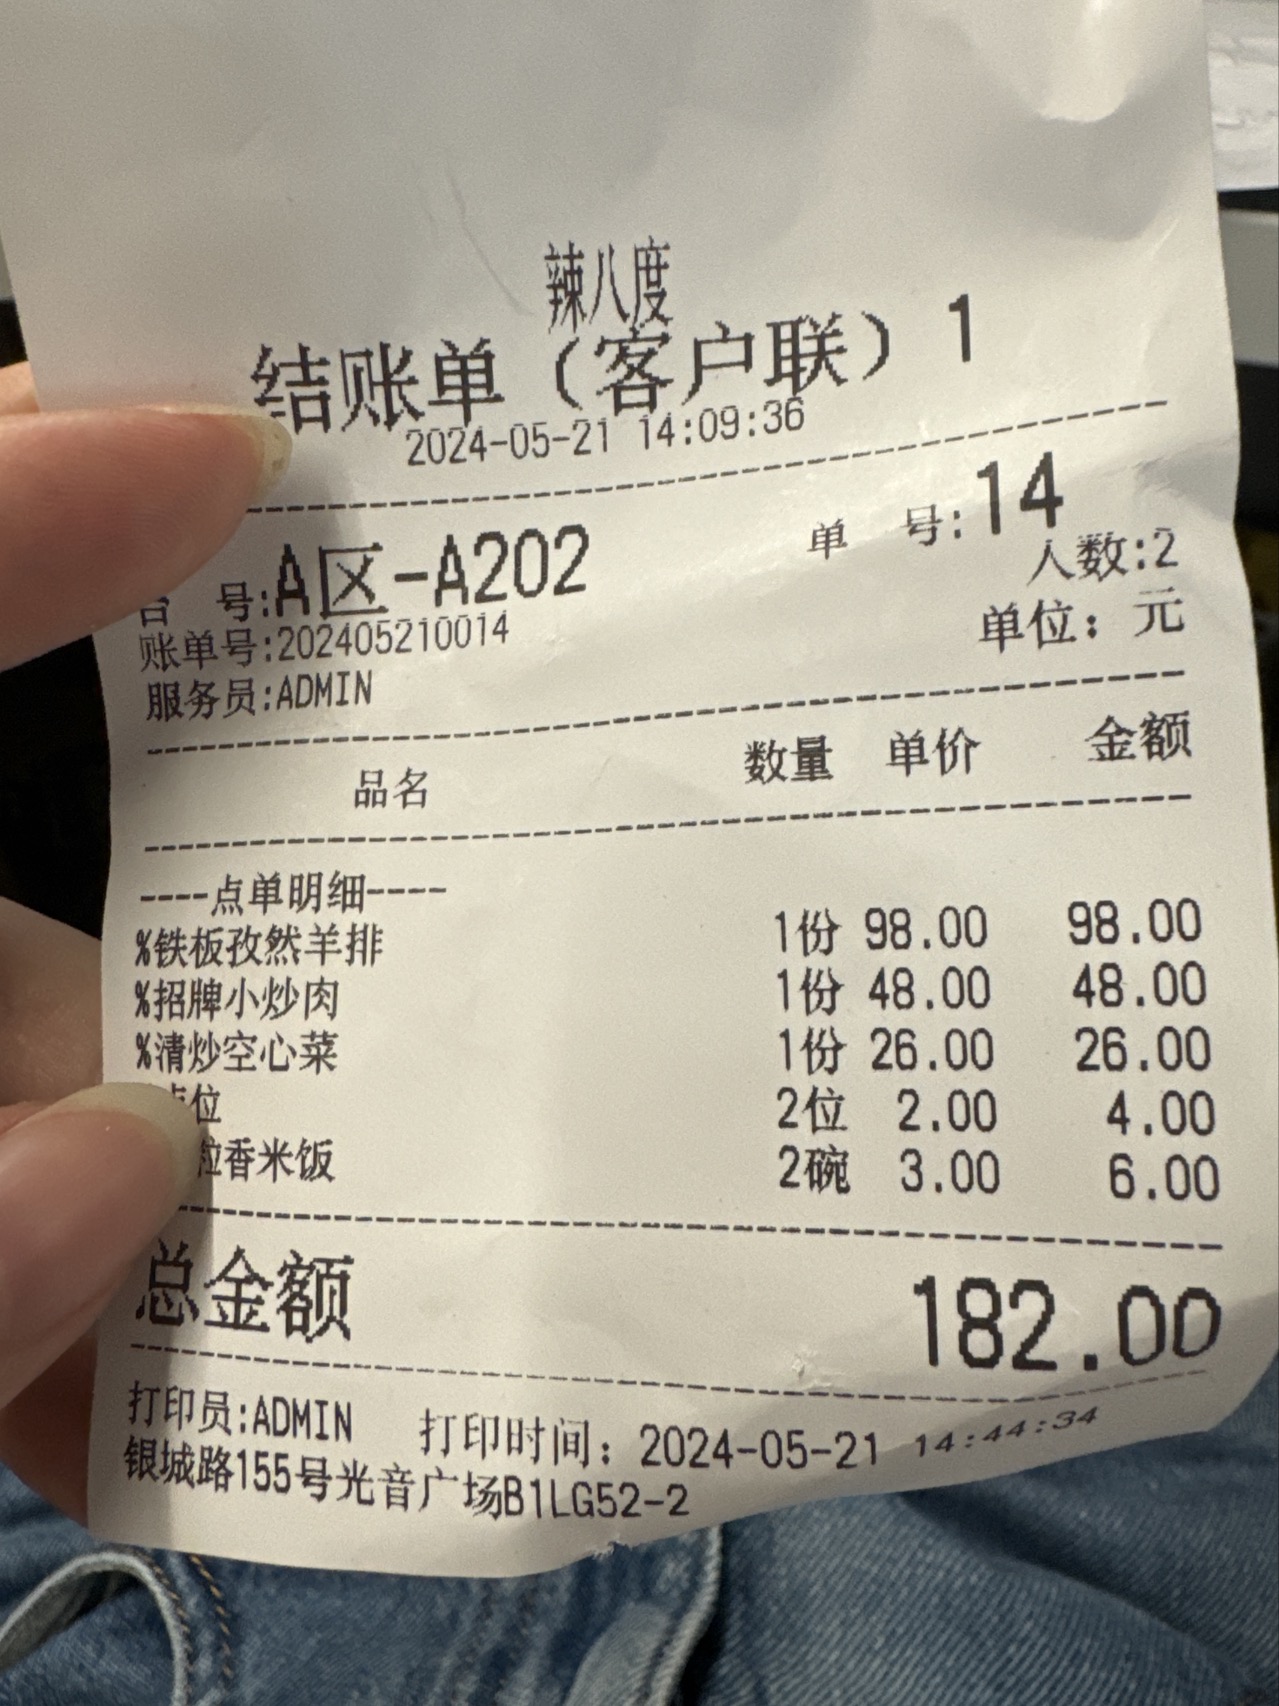 辣八度
结账单（客户联）1
2024-05-21 14:09:36
台 号:A区-A202 单 号:14
人数:2
账单号:202405210014
单位：元
服务员:ADMIN
品名 数量 单价 金额
----点单明细----
%铁板孜然羊排 1份 98.00 98.00
%招牌小炒肉 1份 48.00 48.00
%清炒空心菜 1份 26.00 26.00
位 2位 2.00 4.00
粒香米饭 2碗 3.00 6.00
总金额 182.00
打印员:ADMIN 打印时间：2024-05-21 14:44:34
银城路155号光音广场B1LG52-2